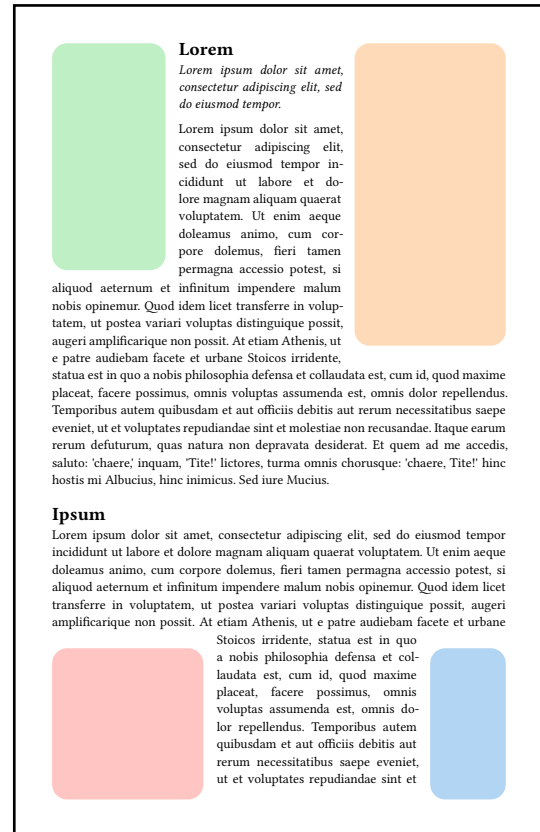 Lorem
Lorem ipsum dolor sit amet,
consectetur adipiscing elit, sed
do eiusmod tempor.
Lorem ipsum dolor sit amet,
consectetur adipiscing elit,
sed do eiusmod tempor in-
cididunt ut labore et do-
lore magnam aliquam quaerat
voluptatem. Ut enim aeque
doleamus animo, cum cor-
pore dolemus, fieri tamen
permagna accessio potest, si
aliquod aeternum et infinitum impendere malum
nobis opinemur. Quod idem licet transferre in volup-
tatem, ut postea variari voluptas distinguique possit,
augeri amplificarique non possit. At etiam Athenis, ut
e patre audiebam facete et urbane Stoicos irridente,
statua est in quo a nobis philosophia defensa et collaudata est, cum id, quod maxime
placeat, facere possimus, omnis voluptas assumenda est, omnis dolor repellendus.
Temporibus autem quibusdam et aut officiis debitis aut rerum necessitatibus saepe
eveniet, ut et voluptates repudiandae sint et molestiae non recusandae. Itaque earum
rerum defuturum, quas natura non depravata desiderat. Et quem ad me accedis,
saluto: 'chaere,' inquam, 'Tite!' lictores, turma omnis chorusque: 'chaere, Tite!' hinc
hostis mi Albucius, hinc inimicus. Sed iure Mucius.
Ipsum
Lorem ipsum dolor sit amet, consectetur adipiscing elit, sed do eiusmod tempor
incididunt ut labore et dolore magnam aliquam quaerat voluptatem. Ut enim aeque
doleamus animo, cum corpore dolemus, fieri tamen permagna accessio potest, si
aliquod aeternum et infinitum impendere malum nobis opinemur. Quod idem licet
transferre in voluptatem, ut postea variari voluptas distinguique possit, augeri
amplificarique non possit. At etiam Athenis, ut e patre audiebam facete et urbane
Stoicos irridente, statua est in quo
a nobis philosophia defensa et col-
laudata est, cum id, quod maxime
placeat, facere possimus, omnis
voluptas assumenda est, omnis do-
lor repellendus. Temporibus autem
quibusdam et aut officiis debitis aut
rerum necessitatibus saepe eveniet,
ut et voluptates repudiandae sint et